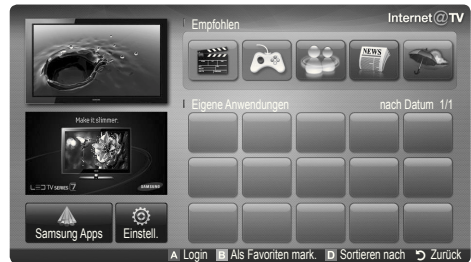 Internet@TV
Empfohlen
NEWS
Eigene Anwendungen nach Datum 1/1
Make it slimmer.
LED TV SERIES 7 SAMSUNG
Samsung Apps Einstell.
A Login B Als Favoriten mark. D Sortieren nach Zurück